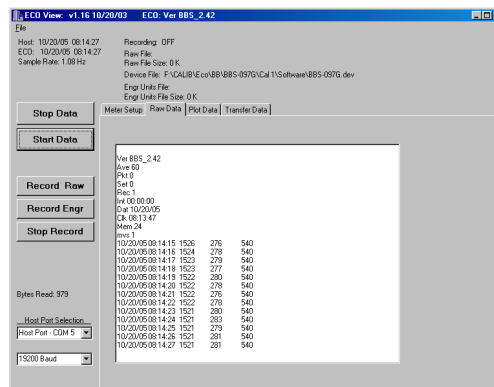 ECO View: v1.16 10/20/03 ECO: Ver BBS_2.42
File
Host: 10/20/05 08:14:27
ECO: 10/20/05 08:14:27
Sample Rate: 1.08 Hz
Recording: OFF
Raw File:
Raw File Size: 0 K
Device File: F:\CALIB\Eco\BB\BBS-097G\Cal 1\Software\BBS-097G.dev
Engr Units File:
Engr Units File Size: 0 K
Stop Data
Start Data
Record Raw
Record Engr
Stop Record
Bytes Read: 979
Host Port Selection
Host Port - COM 5
19200 Baud
Meter Setup Raw Data Plot Data Transfer Data
Ver BBS_2.42
Ave 60
Pkt 0
Set 0
Rec 1
Int 00:00:00
Dat 10/20/05
Clk 08:13:47
Mem 24
mvs 1
10/20/05 08:14:15 1526 276 540
10/20/05 08:14:16 1524 278 540
10/20/05 08:14:17 1523 279 540
10/20/05 08:14:18 1523 277 540
10/20/05 08:14:19 1522 280 540
10/20/05 08:14:20 1522 278 540
10/20/05 08:14:21 1522 276 540
10/20/05 08:14:22 1522 278 540
10/20/05 08:14:23 1521 280 540
10/20/05 08:14:24 1521 283 540
10/20/05 08:14:25 1521 279 540
10/20/05 08:14:26 1521 281 540
10/20/05 08:14:27 1521 281 540